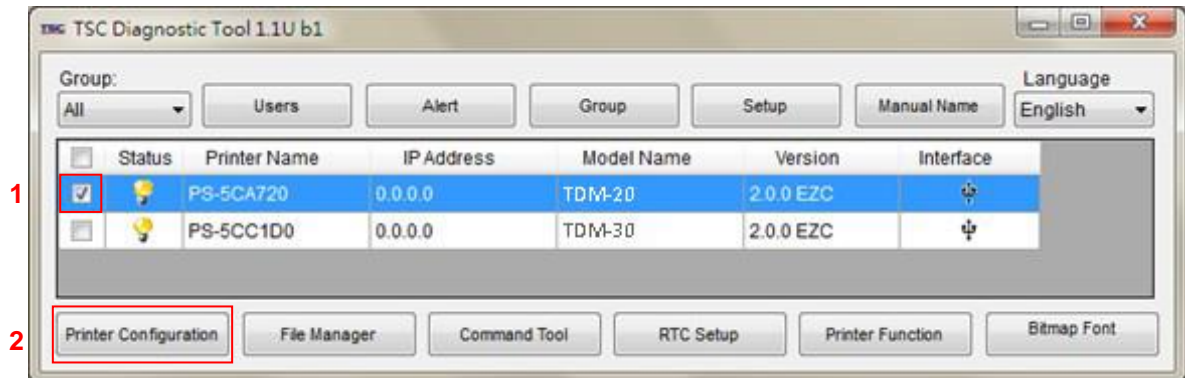 TSC TSC Diagnostic Tool 1.1U b1
Group: Language
All Users Alert Group Setup Manual Name English
Status Printer Name IP Address Model Name Version Interface
1 PS-5CA720 0.0.0.0 TDM-20 2.0.0 EZC
PS-5CC1D0 0.0.0.0 TDM-30 2.0.0 EZC
2 Printer Configuration File Manager Command Tool RTC Setup Printer Function Bitmap Font